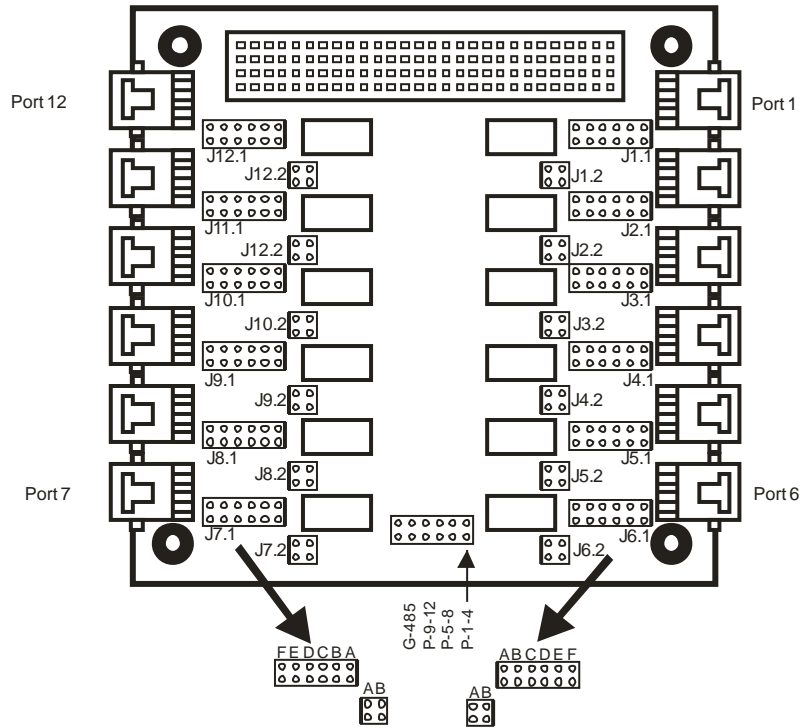 Port 12
Port 1
J12.1
J1.1
J12.2
J1.2
J11.1
J2.1
J12.2
J2.2
J10.1
J3.1
J10.2
J3.2
J9.1
J4.1
J9.2
J4.2
J8.1
J5.1
J8.2
J5.2
Port 7
Port 6
J7.1
J6.1
J7.2
J6.2
G-485
P-9-12
P-5-8
P-1-4
FEDCBA
ABCDEF
AB
AB